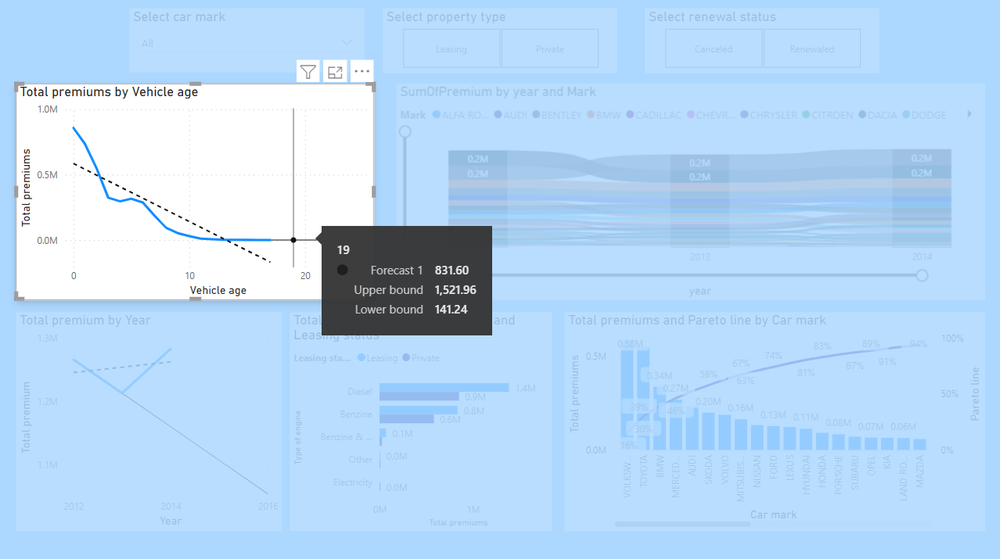 Select car mark
All
Select property type
Leasing
Private
Select renewal status
Canceled
Renewaled
Total premiums by Vehicle age
1.0M
0.5M
0.0M
Total premiums
0
10
20
Vehicle age
19
Forecast 1 831.60
Upper bound 1,521.96
Lower bound 141.24
SumOfPremium by year and Mark
Mark ALFA RO... AUDI BENTLEY BMW CADILLAC CHEVR... CHRYSLER CITROEN DACIA DODGE
0.2M
0.2M
0.2M
0.2M
0.2M
0.2M
2013
2014
year
Total premium by Year
1.3M
1.2M
1.1M
Total premium
2012
2014
2016
Year
and
Leasing status
Leasing sta... Leasing Private
Type of engine
Diesel
1.4M
0.9M
Benzine
0.8M
0.6M
Benzine & ...
0.1M
Other
0.0M
Electricity
0.0M
0M
1M
Total premiums
Total premiums and Pareto line by Car mark
Total premiums
0.5M
0.0M
0.58M
0.34M
0.27M
0.20M
0.16M
0.13M
0.11M
0.08M
0.07M
0.06M
16%
30%
39%
46%
58%
63%
67%
74%
81%
83%
87%
89%
91%
94%
100%
50%
0%
Pareto line
VOLKSW...
TOYOTA
BMW
MERCED...
AUDI
SKODA
VOLVO
MITSUBIS...
NISSAN
FORD
LEXUS
HYUNDAI
HONDA
PORSCHE
SUBARU
OPEL
KIA
LAND RO...
MAZDA
Car mark